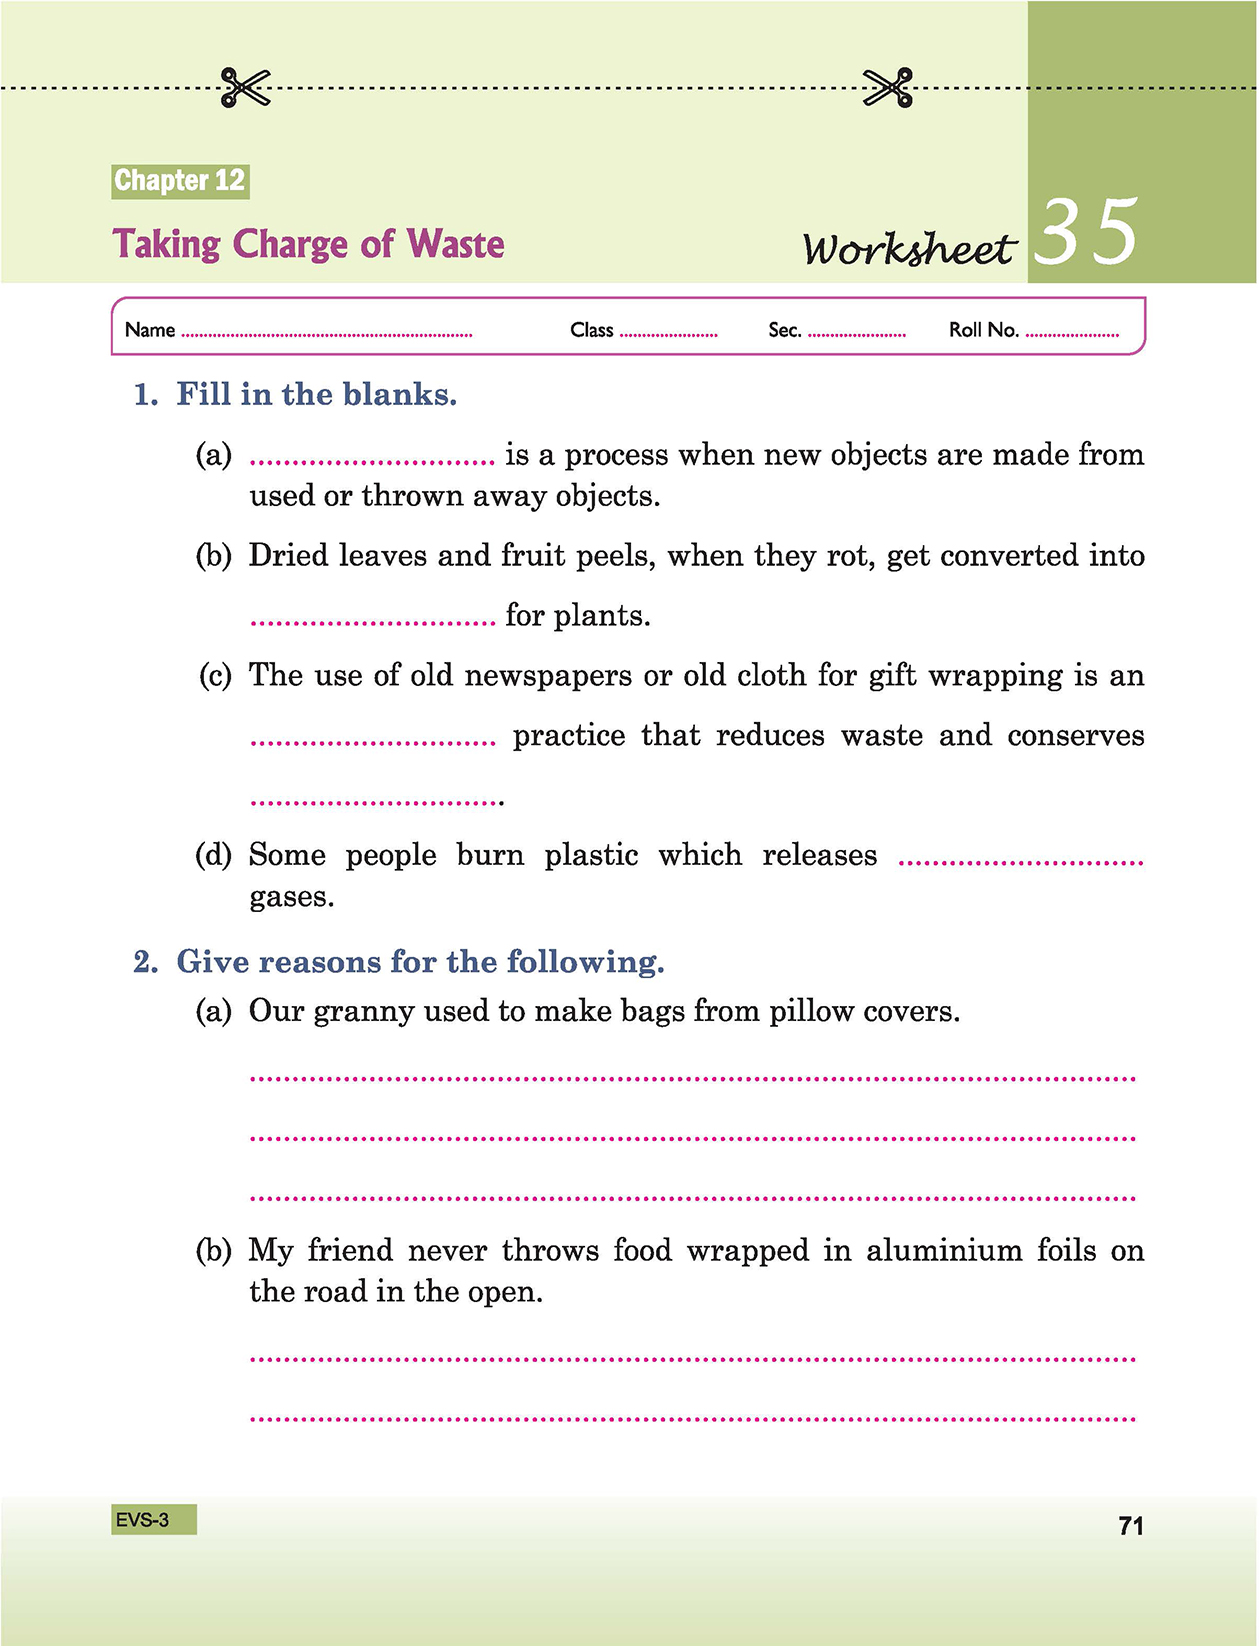 Chapter 12
Taking Charge of Waste
Worksheet 35
Name ........................ Class ............ Sec. ............ Roll No. ............
1. Fill in the blanks.
(a) ............................ is a process when new objects are made from
used or thrown away objects.
(b) Dried leaves and fruit peels, when they rot, get converted into
............................ for plants.
(c) The use of old newspapers or old cloth for gift wrapping is an
............................ practice that reduces waste and conserves
.............................
(d) Some people burn plastic which releases ............................
gases.
2. Give reasons for the following.
(a) Our granny used to make bags from pillow covers.
(b) My friend never throws food wrapped in aluminium foils on
the road in the open.
EVS-3
71